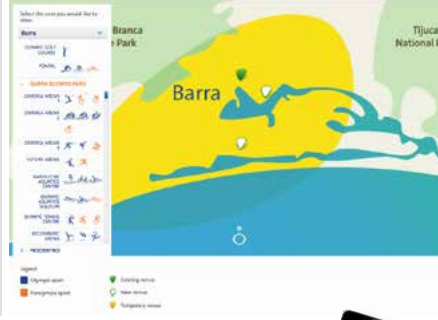 Select the zone you would like to
view:
Barra
OLYMPIC GOLF
COURSE
PONTAL
BARRA OLYMPIC PARK
CARIOCA ARENA
1
CARIOCA ARENA
2
CARIOCA ARENA
3
FUTURE ARENA
MARIA LENK
AQUATICS
CENTRE
OLYMPIC
AQUATICS
STADIUM
OLYMPIC TENNIS
CENTRE
RIOCENTRO
Branca
Park
Tijuca
National
Barra
Legend
Olympic sport
Paralympic sport
Existing venue
New venue
Temporary venue